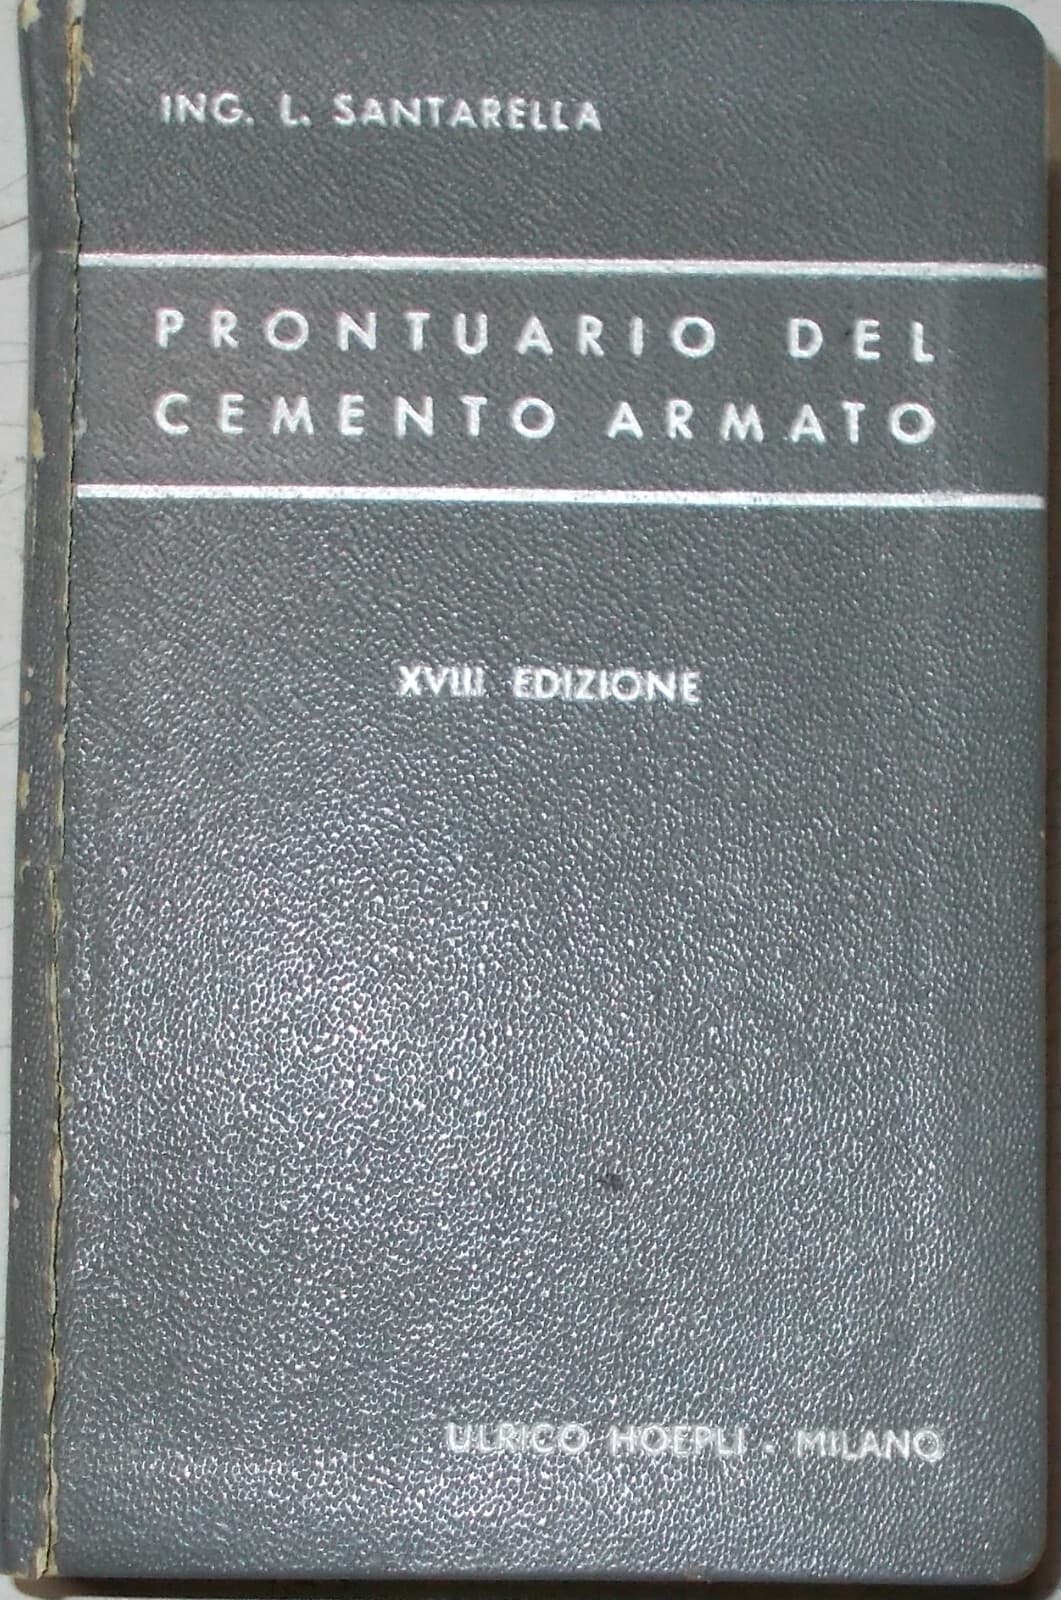 ING. L. SANTARELLA
PRONTUARIO DEL
CEMENTO ARMATO
XVIII EDIZIONE
ULRICO HOEPLI - MILANO